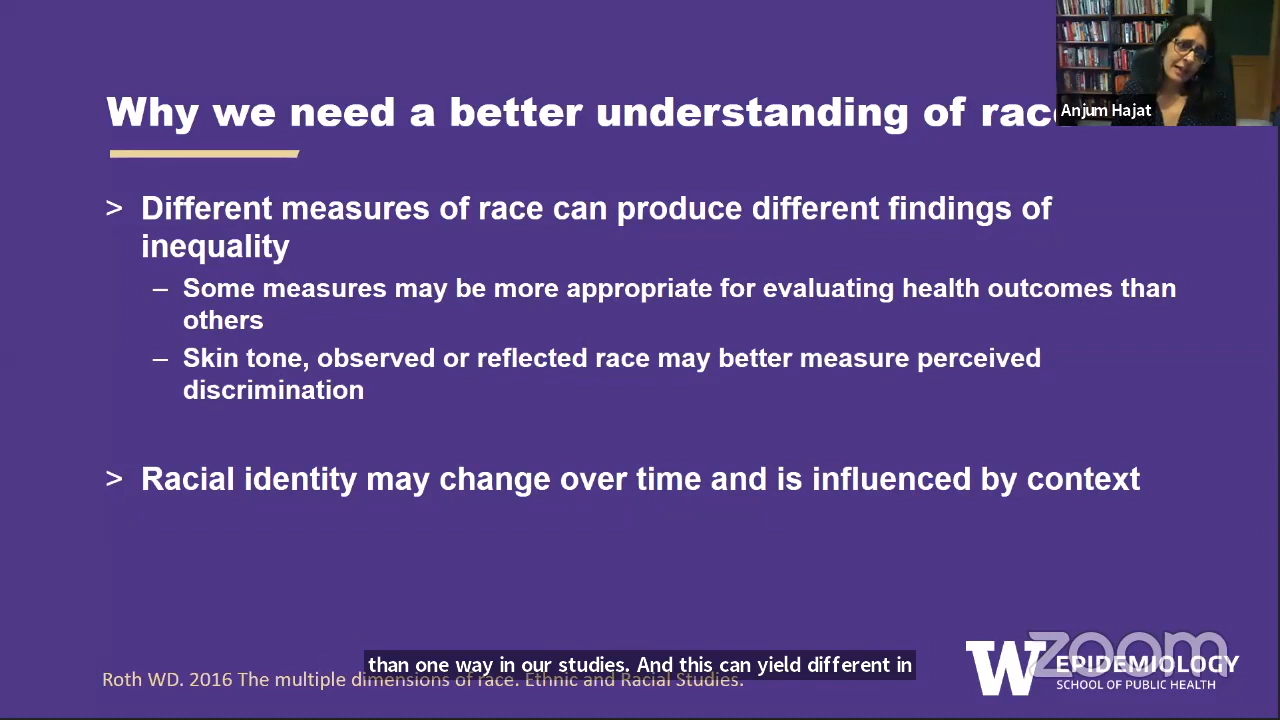 Why we need a better understanding of race
Anjum Hajat
> Different measures of race can produce different findings of
inequality
– Some measures may be more appropriate for evaluating health outcomes than
others
– Skin tone, observed or reflected race may better measure perceived
discrimination
> Racial identity may change over time and is influenced by context
than one way in our studies. And this can yield different in
Roth WD. 2016 The multiple dimensions of race. Ethnic and Racial Studies.
zoom
W EPIDEMIOLOGY
SCHOOL OF PUBLIC HEALTH